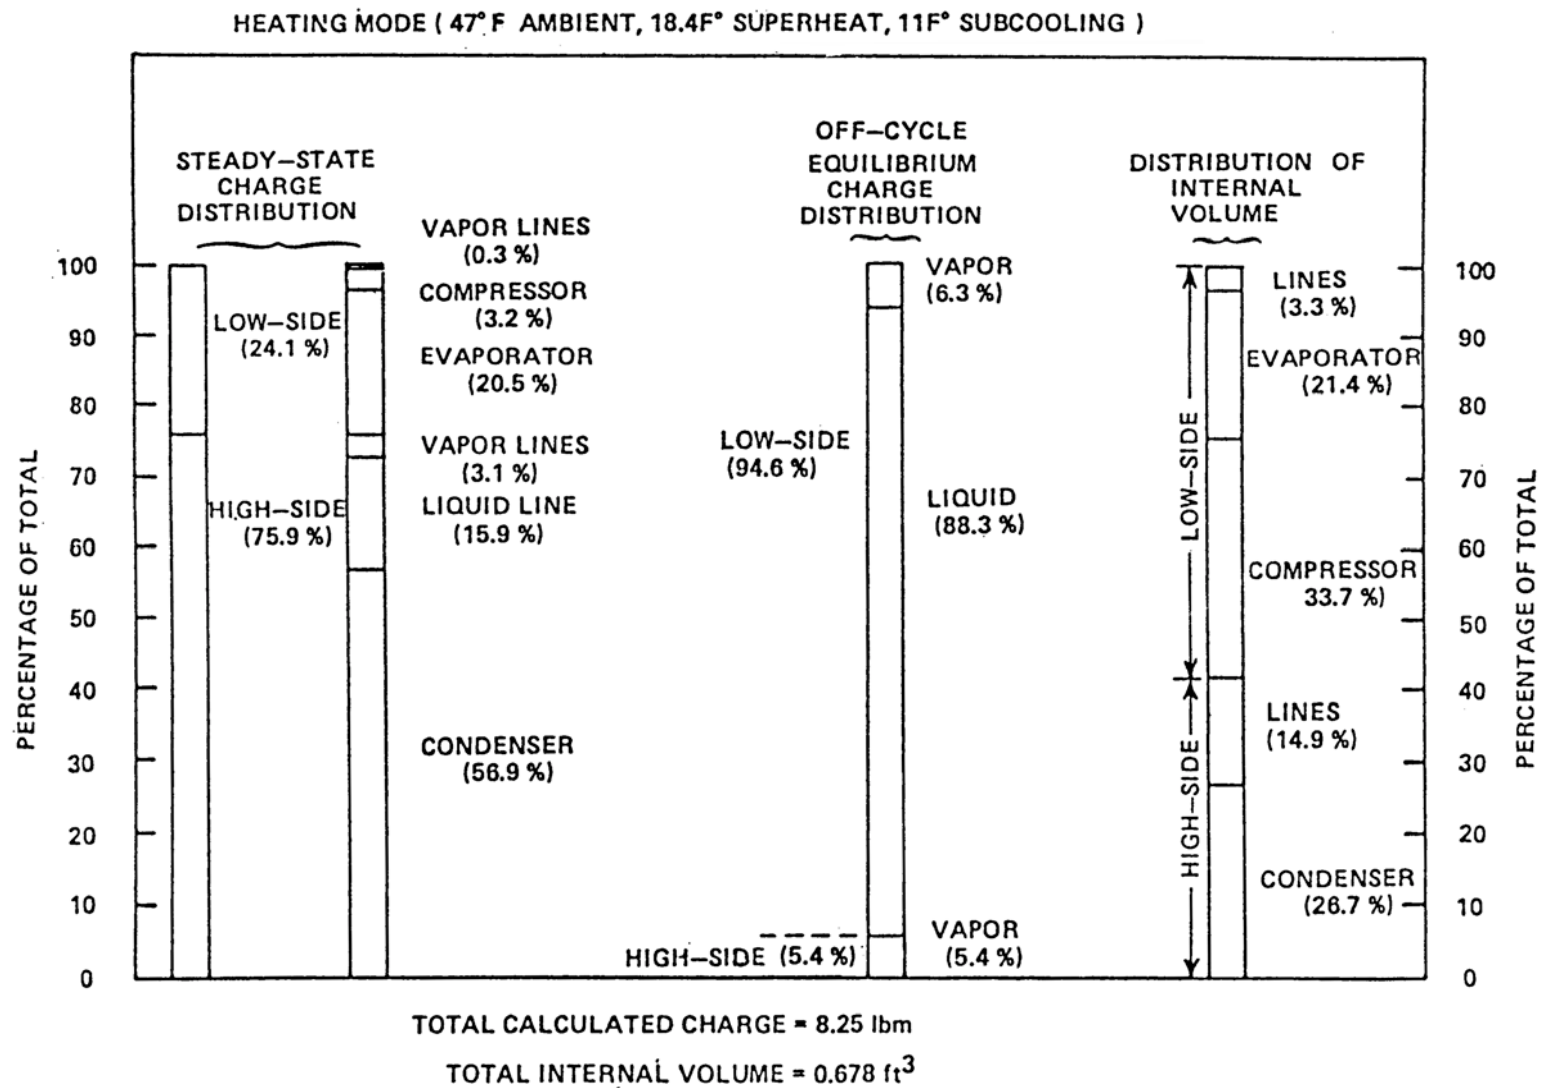 HEATING MODE ( 47°F AMBIENT, 18.4F° SUPERHEAT, 11F° SUBCOOLING )
STEADY–STATE
CHARGE
DISTRIBUTION
OFF–CYCLE
EQUILIBRIUM
CHARGE
DISTRIBUTION
DISTRIBUTION OF
INTERNAL
VOLUME
PERCENTAGE OF TOTAL
100
90
80
70
60
50
40
30
20
10
0
LOW–SIDE
(24.1 %)
HIGH–SIDE
(75.9 %)
VAPOR LINES
(0.3 %)
COMPRESSOR
(3.2 %)
EVAPORATOR
(20.5 %)
VAPOR LINES
(3.1 %)
LIQUID LINE
(15.9 %)
CONDENSER
(56.9 %)
LOW–SIDE
(94.6 %)
HIGH–SIDE (5.4 %)
VAPOR
(6.3 %)
LIQUID
(88.3 %)
VAPOR
(5.4 %)
LOW–SIDE
HIGH–SIDE
LINES
(3.3 %)
EVAPORATOR
(21.4 %)
COMPRESSOR
33.7 %)
LINES
(14.9 %)
CONDENSER
(26.7 %)
100
90
80
70
60
50
40
30
20
10
0
PERCENTAGE OF TOTAL
TOTAL CALCULATED CHARGE = 8.25 lbm
TOTAL INTERNAL VOLUME = 0.678 ft³